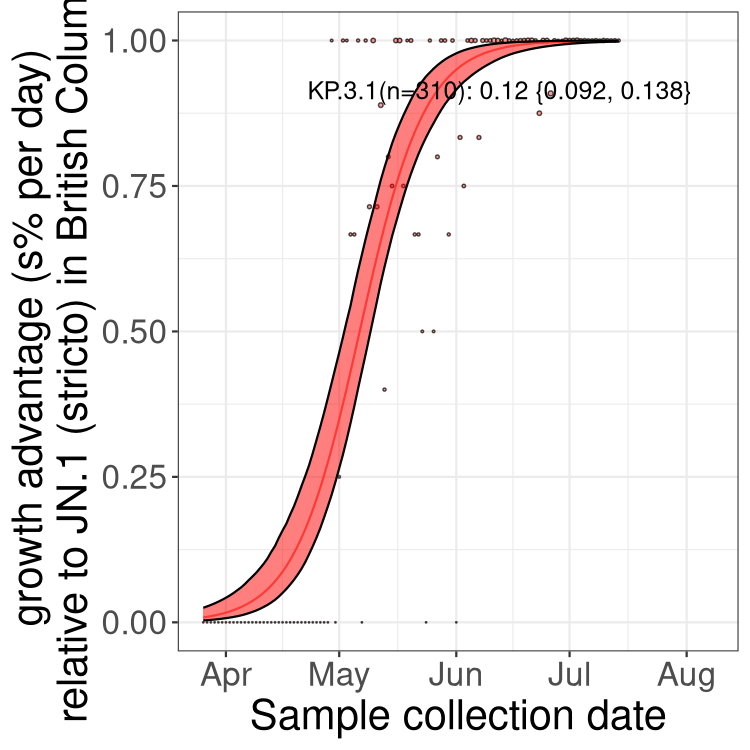 growth advantage (s% per day)
relative to JN.1 (stricto) in British Colum
1.00
0.75
0.50
0.25
0.00
KP.3.1(n=310): 0.12 {0.092, 0.138}
Apr May Jun Jul Aug
Sample collection date